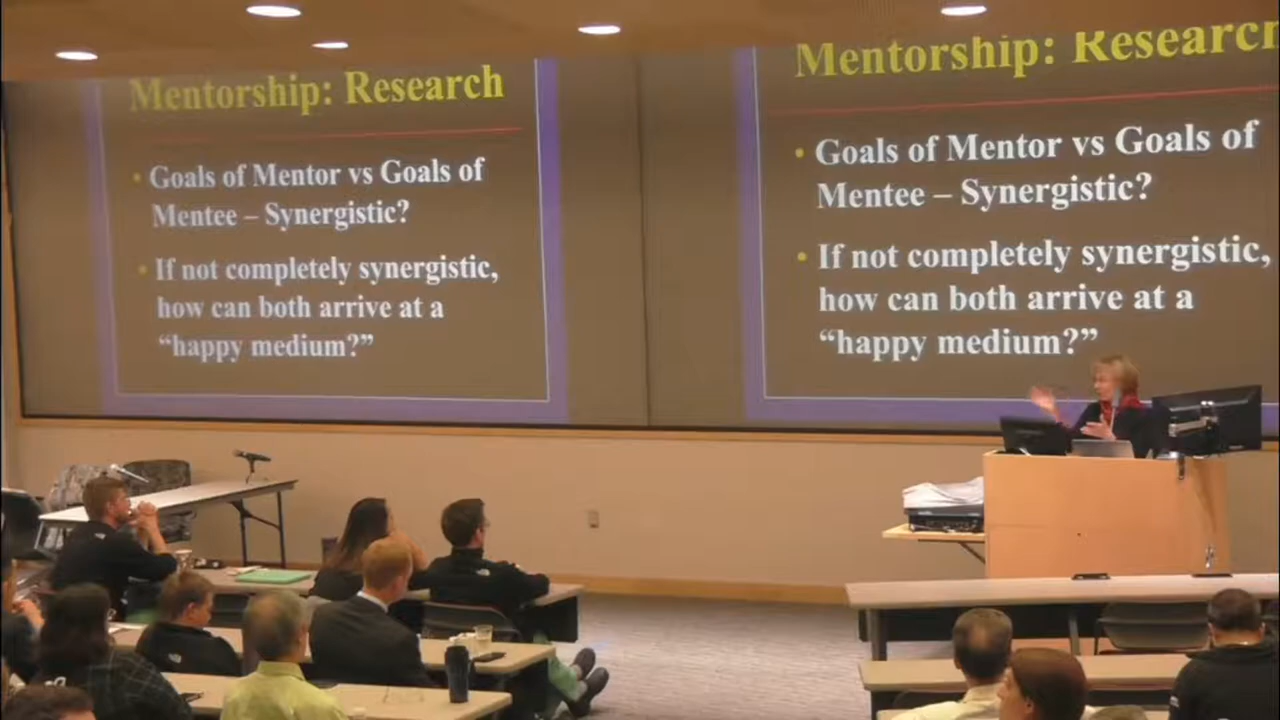 Mentorship: Research
• Goals of Mentor vs Goals of
Mentee – Synergistic?
• If not completely synergistic,
how can both arrive at a
“happy medium?”
Mentorship: Research
• Goals of Mentor vs Goals of
Mentee – Synergistic?
• If not completely synergistic,
how can both arrive at a
“happy medium?”